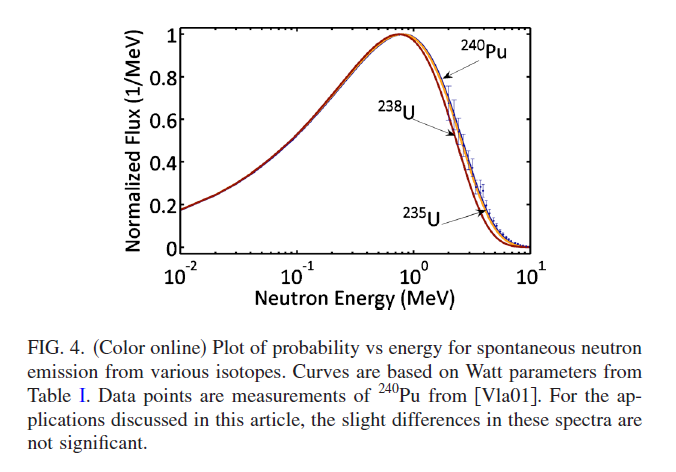 Normalized Flux (1/MeV)
1
0.8
0.6
0.4
0.2
0
²⁴⁰Pu
²³⁸U
²³⁵U
10⁻²
10⁻¹
10⁰
10¹
Neutron Energy (MeV)
FIG. 4. (Color online) Plot of probability vs energy for spontaneous neutron
emission from various isotopes. Curves are based on Watt parameters from
Table I. Data points are measurements of ²⁴⁰Pu from [Vla01]. For the ap-
plications discussed in this article, the slight differences in these spectra are
not significant.